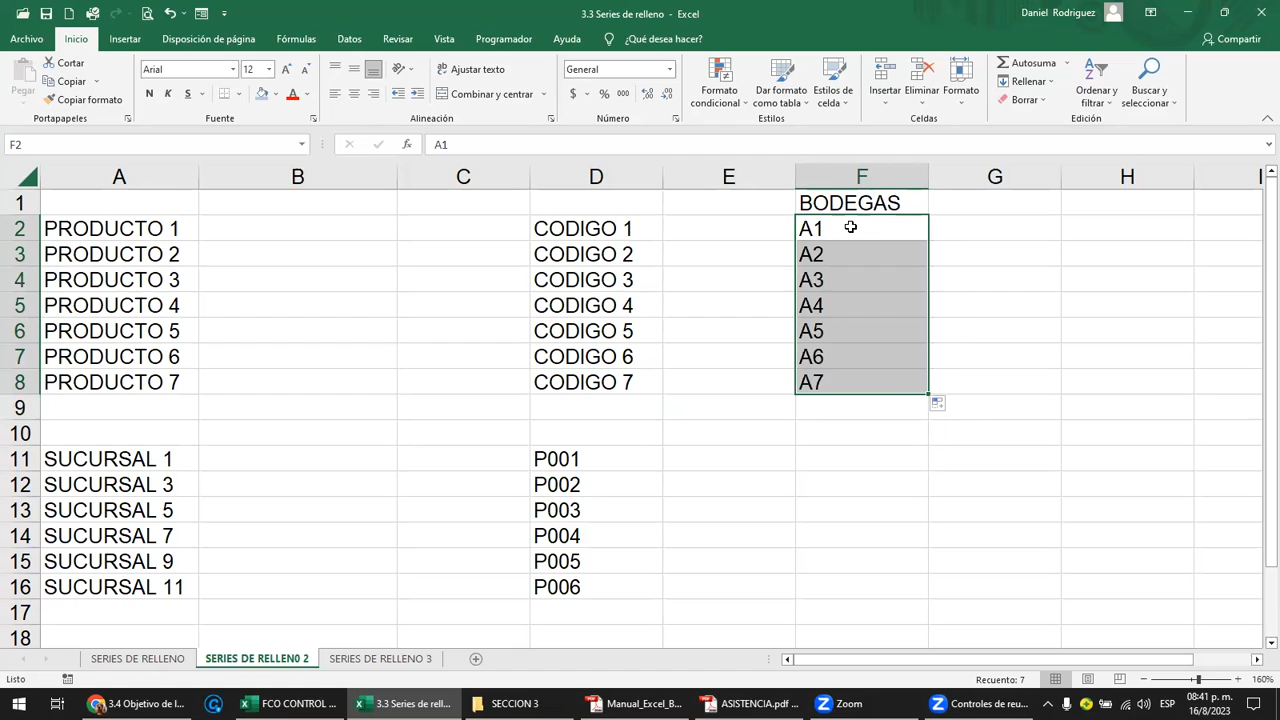 3.3 Series de relleno - Excel
Daniel Rodriguez
Archivo Inicio Insertar Disposición de página Fórmulas Datos Revisar Vista Programador Ayuda ¿Qué desea hacer? Compartir
Pegar
Cortar
Copiar
Copiar formato
Portapapeles
Arial 12
N K S
Fuente
Ajustar texto
Combinar y centrar
Alineación
General
$ % 000
Número
Formato condicional
Dar formato como tabla
Estilos de celda
Estilos
Insertar Eliminar Formato
Celdas
Autosuma
Rellenar
Borrar
Ordenar y filtrar
Buscar y seleccionar
Edición
F2 fx A1
A B C D E F G H I
1 BODEGAS
2 PRODUCTO 1 CODIGO 1 A1
3 PRODUCTO 2 CODIGO 2 A2
4 PRODUCTO 3 CODIGO 3 A3
5 PRODUCTO 4 CODIGO 4 A4
6 PRODUCTO 5 CODIGO 5 A5
7 PRODUCTO 6 CODIGO 6 A6
8 PRODUCTO 7 CODIGO 7 A7
9
10
11 SUCURSAL 1 P001
12 SUCURSAL 3 P002
13 SUCURSAL 5 P003
14 SUCURSAL 7 P004
15 SUCURSAL 9 P005
16 SUCURSAL 11 P006
17
18
SERIES DE RELLENO SERIES DE RELLEN0 2 SERIES DE RELLENO 3
Listo Recuento: 7 160%
3.4 Objetivo de l... FCO CONTROL ... 3.3 Series de rell... SECCION 3 Manual_Excel_B... ASISTENCIA.pdf ... Zoom Controles de reu... ESP 08:41 p. m.
16/8/2023